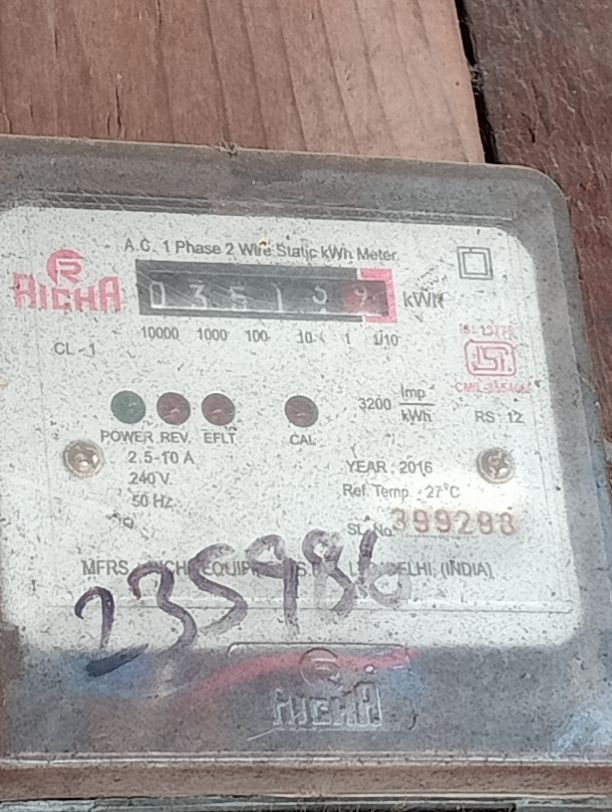 A.C. 1 Phase 2 Wire Static kWh Meter
RICHA
0 3 5 1 9
kWh
10000 1000 100 10 1 1/10
CL-1
IS: 13779
ISI
3200 Imp/kWh
RS 12
POWER REV. EFLT CAL
2.5-10 A
240 V
50 Hz
YEAR : 2016
Ref. Temp. : 27°C
SL. No. 399298
MFRS. DELHI (INDIA)
235986
RICHA